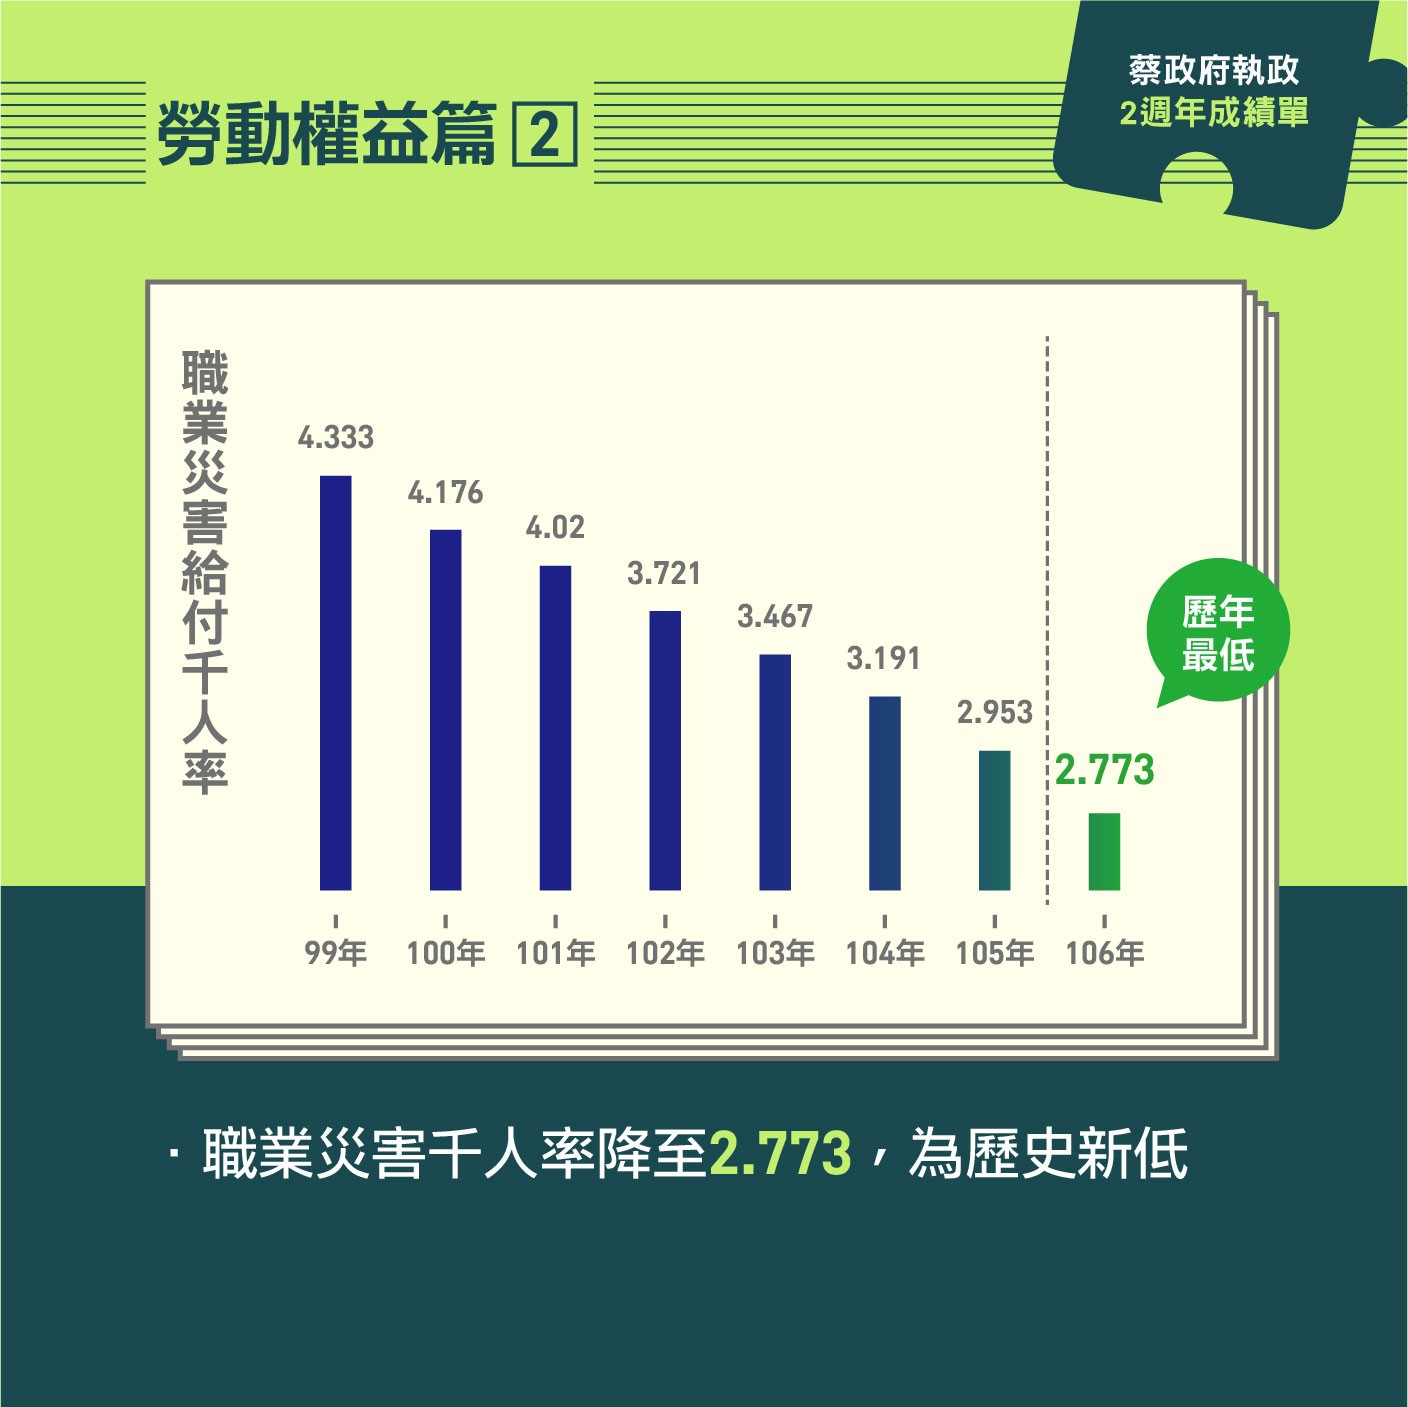 蔡政府執政
2週年成績單
勞動權益篇 2
職業災害給付千人率
4.333
4.176
4.02
3.721
3.467
3.191
2.953
2.773
歷年
最低
99年 100年 101年 102年 103年 104年 105年 106年
·職業災害千人率降至2.773，為歷史新低